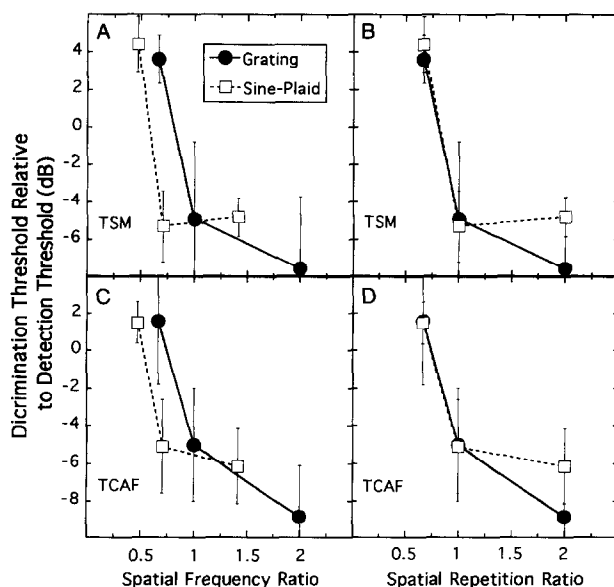 A
B
Grating
Sine-Plaid
TSM
TSM
C
D
TCAF
TCAF
Dicrimination Threshold Relative
to Detection Threshold (dB)
4
2
0
-2
-4
-6
2
0
-2
-4
-6
-8
0.5 1 1.5 2
0.5 1 1.5 2
Spatial Frequency Ratio
Spatial Repetition Ratio